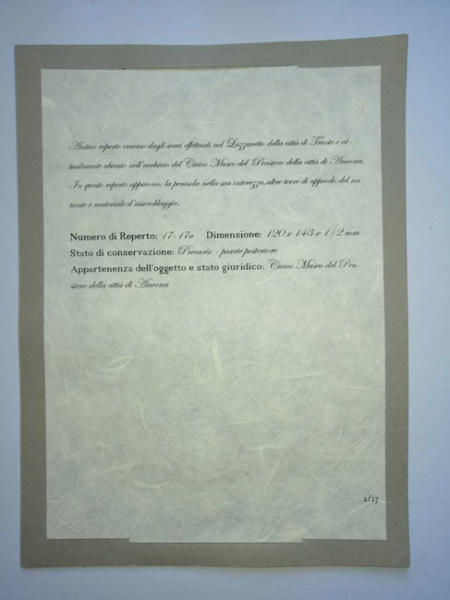 Antico reperto emerso dagli scavi effettuati nel Lazzaretto della città di Trieste e at-
tualmente ubicato nell'archivio del Civico Museo del Pensiero della città di Ancona.
In questo reperto appaiono: la penisola nella sua interezza, altre terre di approdo del na-
tante e materiale d'assemblaggio.
Numero di Reperto: 17-17a Dimensione: 120 x 145 x 1/2 mm
Stato di conservazione: Precario - parete posteriore
Appartenenza dell'oggetto e stato giuridico: Civico Museo del Pen-
siero della città di Ancona
2/17